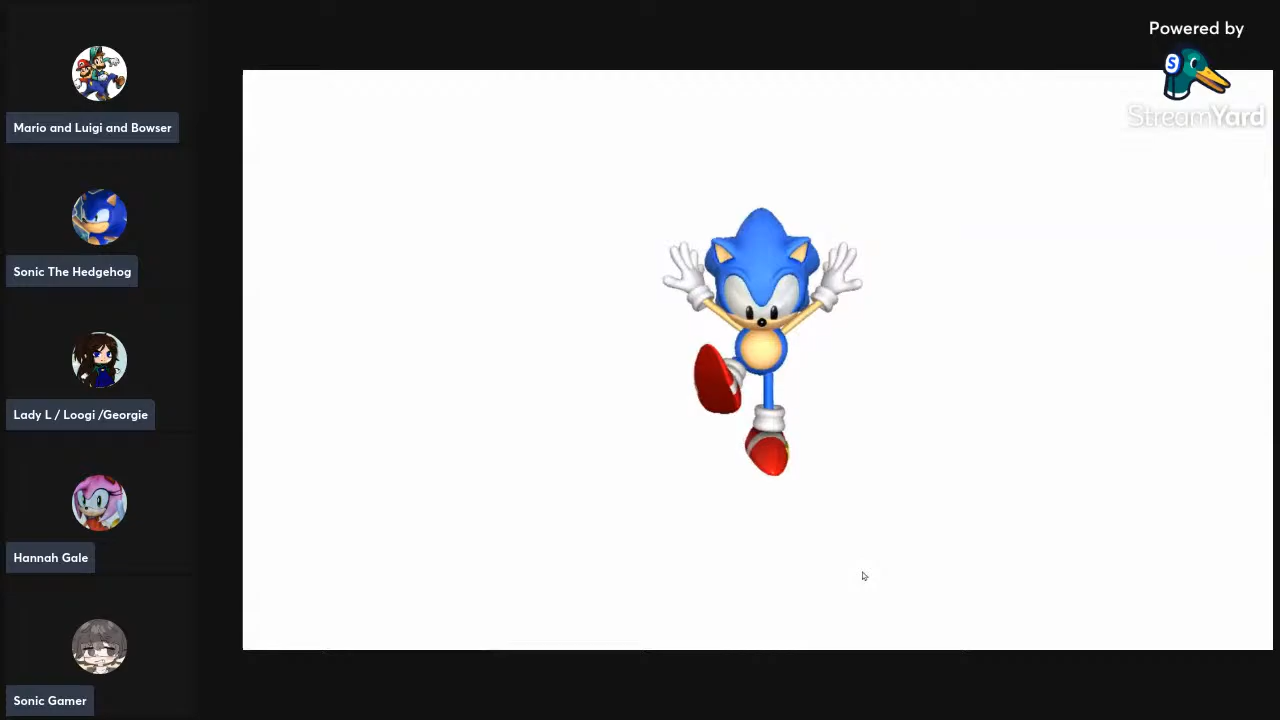 Powered by
S
StreamYard
Mario and Luigi and Bowser
Sonic The Hedgehog
Lady L / Loogi /Georgie
Hannah Gale
Sonic Gamer